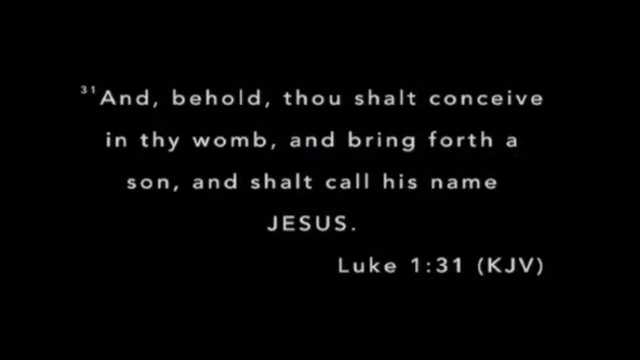 31And, behold, thou shalt conceive
in thy womb, and bring forth a
son, and shalt call his name
JESUS.
Luke 1:31 (KJV)